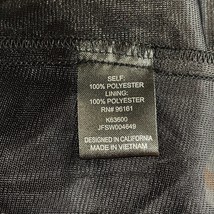 SELF:
100% POLYESTER
LINING:
100% POLYESTER
RN# 96161
K63600
JFSW004649
DESIGNED IN CALIFORNIA
MADE IN VIETNAM